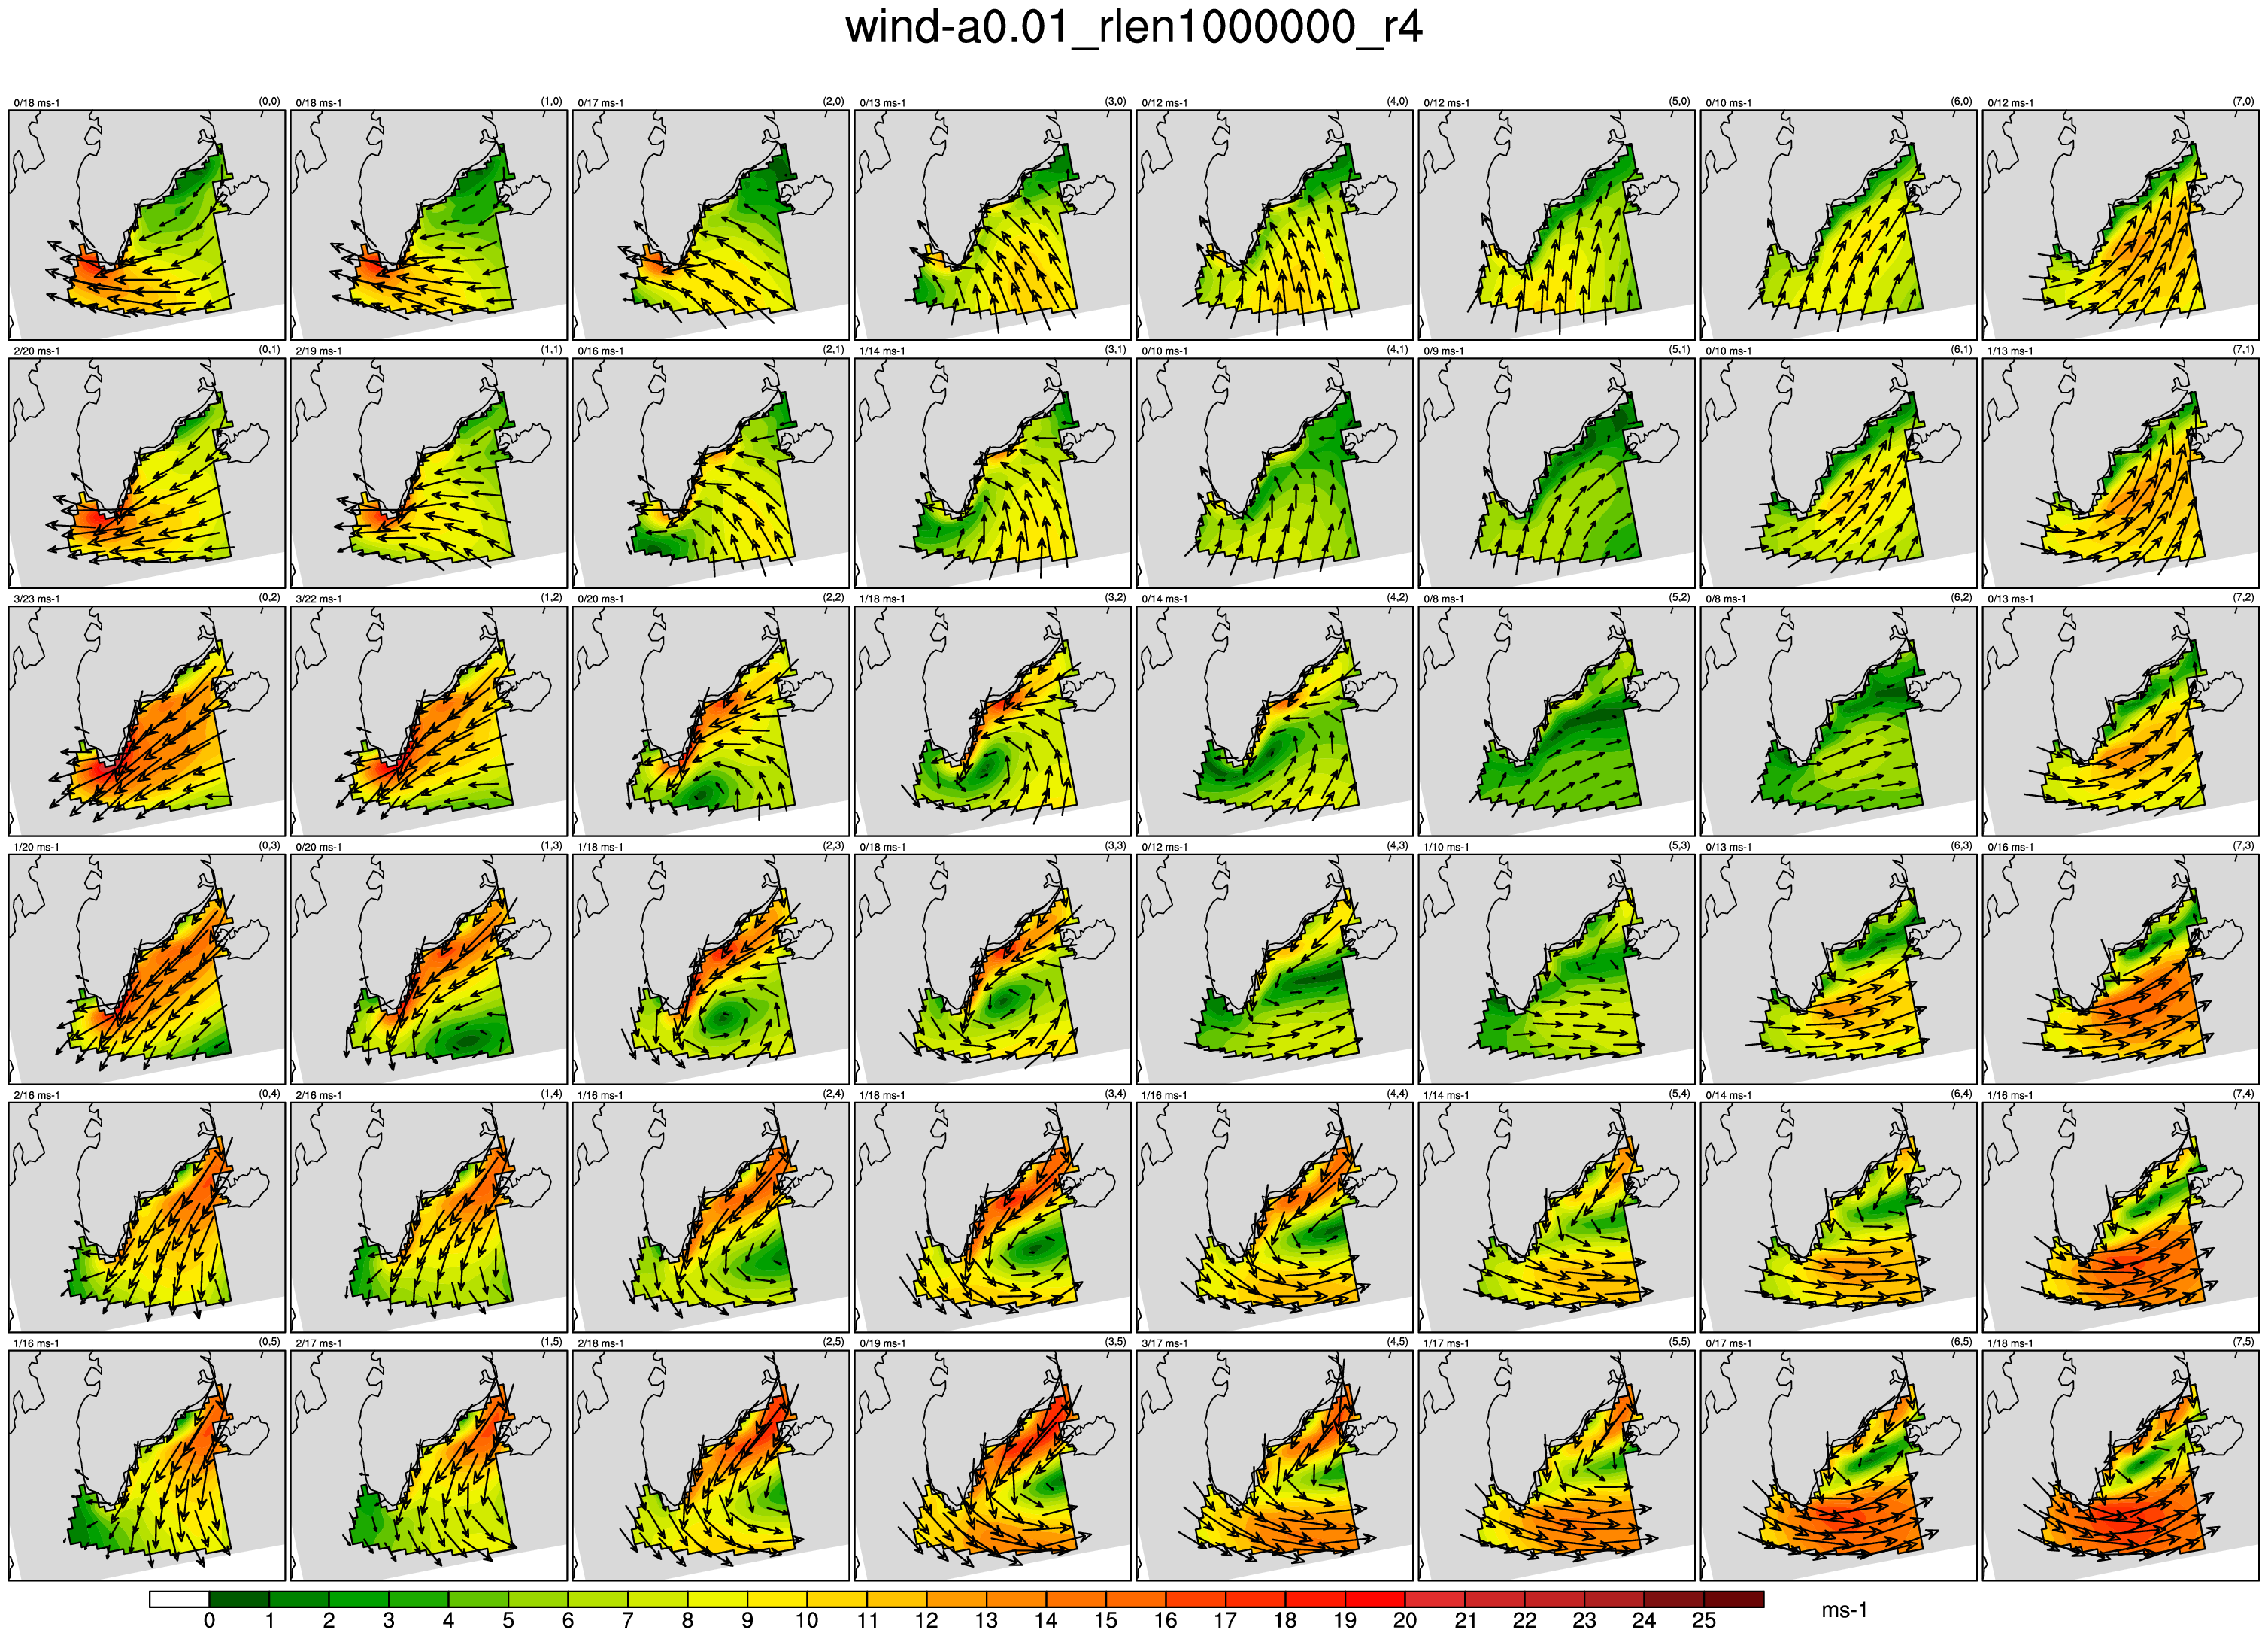 wind-a0.01_rlen1000000_r4
0/18 ms-1 (0,0) 0/18 ms-1 (1,0) 0/17 ms-1 (2,0) 0/13 ms-1 (3,0) 0/12 ms-1 (4,0) 0/12 ms-1 (5,0) 0/10 ms-1 (6,0) 0/12 ms-1 (7,0)
2/20 ms-1 (0,1) 2/19 ms-1 (1,1) 0/16 ms-1 (2,1) 1/14 ms-1 (3,1) 0/10 ms-1 (4,1) 0/9 ms-1 (5,1) 0/10 ms-1 (6,1) 1/13 ms-1 (7,1)
3/23 ms-1 (0,2) 3/22 ms-1 (1,2) 0/20 ms-1 (2,2) 1/18 ms-1 (3,2) 0/14 ms-1 (4,2) 0/8 ms-1 (5,2) 0/8 ms-1 (6,2) 0/13 ms-1 (7,2)
1/20 ms-1 (0,3) 0/20 ms-1 (1,3) 1/18 ms-1 (2,3) 0/18 ms-1 (3,3) 0/12 ms-1 (4,3) 1/10 ms-1 (5,3) 0/13 ms-1 (6,3) 0/16 ms-1 (7,3)
2/16 ms-1 (0,4) 2/16 ms-1 (1,4) 1/16 ms-1 (2,4) 1/18 ms-1 (3,4) 1/16 ms-1 (4,4) 1/14 ms-1 (5,4) 0/14 ms-1 (6,4) 1/16 ms-1 (7,4)
1/16 ms-1 (0,5) 2/17 ms-1 (1,5) 2/18 ms-1 (2,5) 0/19 ms-1 (3,5) 3/17 ms-1 (4,5) 1/17 ms-1 (5,5) 0/17 ms-1 (6,5) 1/18 ms-1 (7,5)
0 1 2 3 4 5 6 7 8 9 10 11 12 13 14 15 16 17 18 19 20 21 22 23 24 25 ms-1